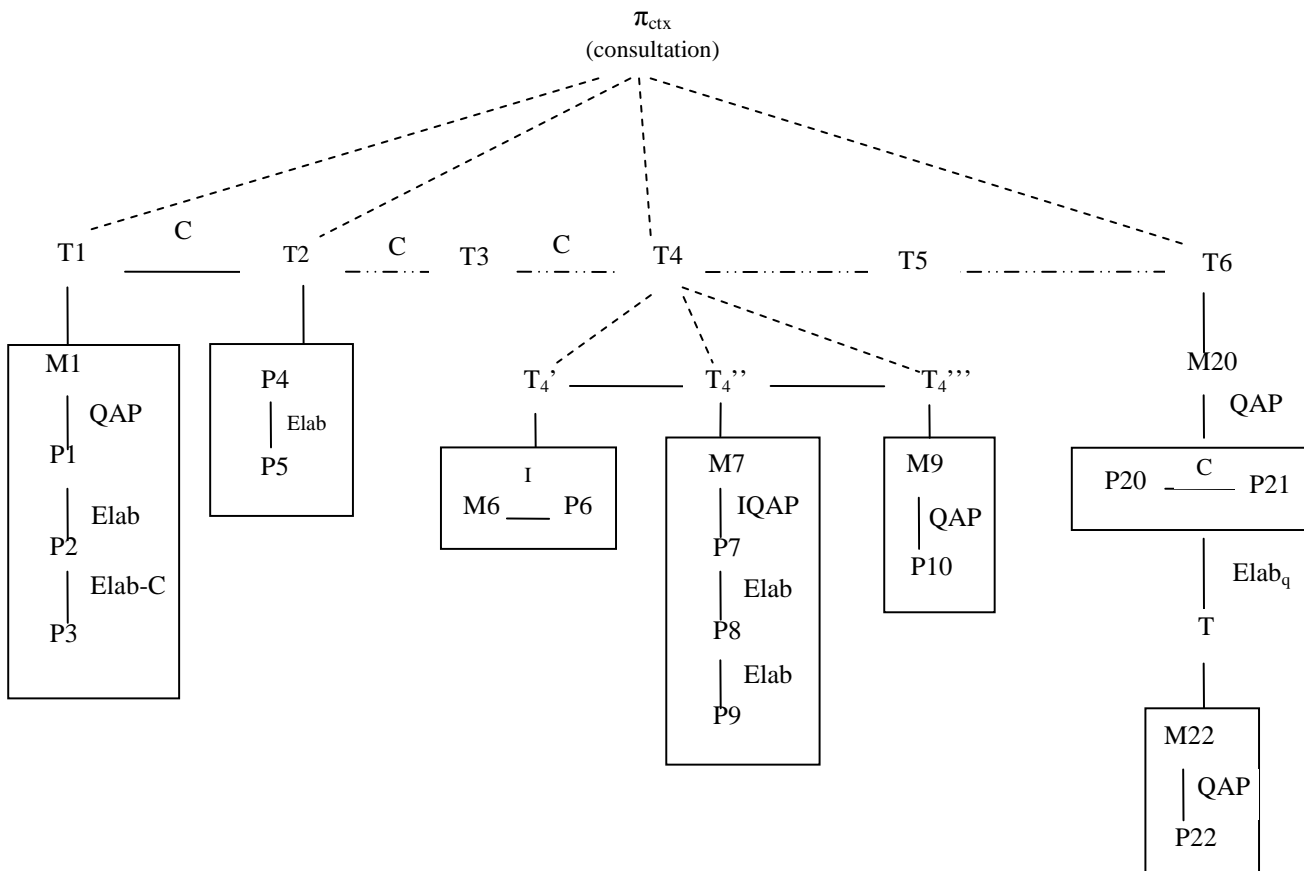 π_ctx
(consultation)
C
T1 T2 C T3 C T4 T5 T6
M1
QAP
P1
Elab
P2
Elab-C
P3
P4
Elab
P5
T₄' T₄'' T₄'''
I
M6 P6
M7
IQAP
P7
Elab
P8
Elab
P9
M9
QAP
P10
M20
QAP
C
P20 P21
Elab_q
T
M22
QAP
P22